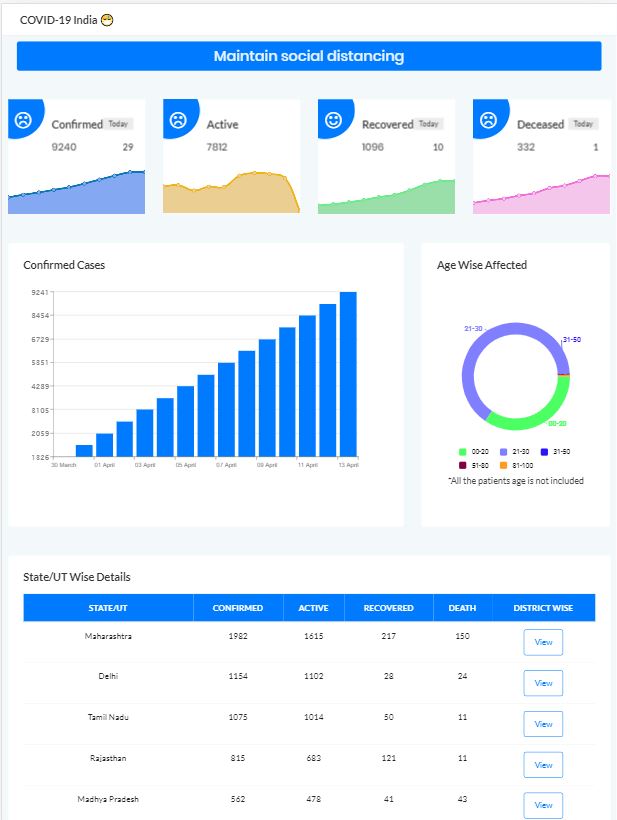 COVID-19 India
Maintain social distancing
Confirmed Today
9240 29
Active
7812
Recovered Today
1096 10
Deceased Today
332 1
Confirmed Cases
9241
8454
6729
5351
4289
3105
2059
1326
30 March 01 April 03 April 05 April 07 April 09 April 11 April 13 April
Age Wise Affected
21-30
31-50
00-20
00-20 21-30 31-50
51-80 81-100
*All the patients age is not included
State/UT Wise Details
STATE/UT CONFIRMED ACTIVE RECOVERED DEATH DISTRICT WISE
Maharashtra 1982 1615 217 150 View
Delhi 1154 1102 28 24 View
Tamil Nadu 1075 1014 50 11 View
Rajasthan 815 683 121 11 View
Madhya Pradesh 562 478 41 43 View